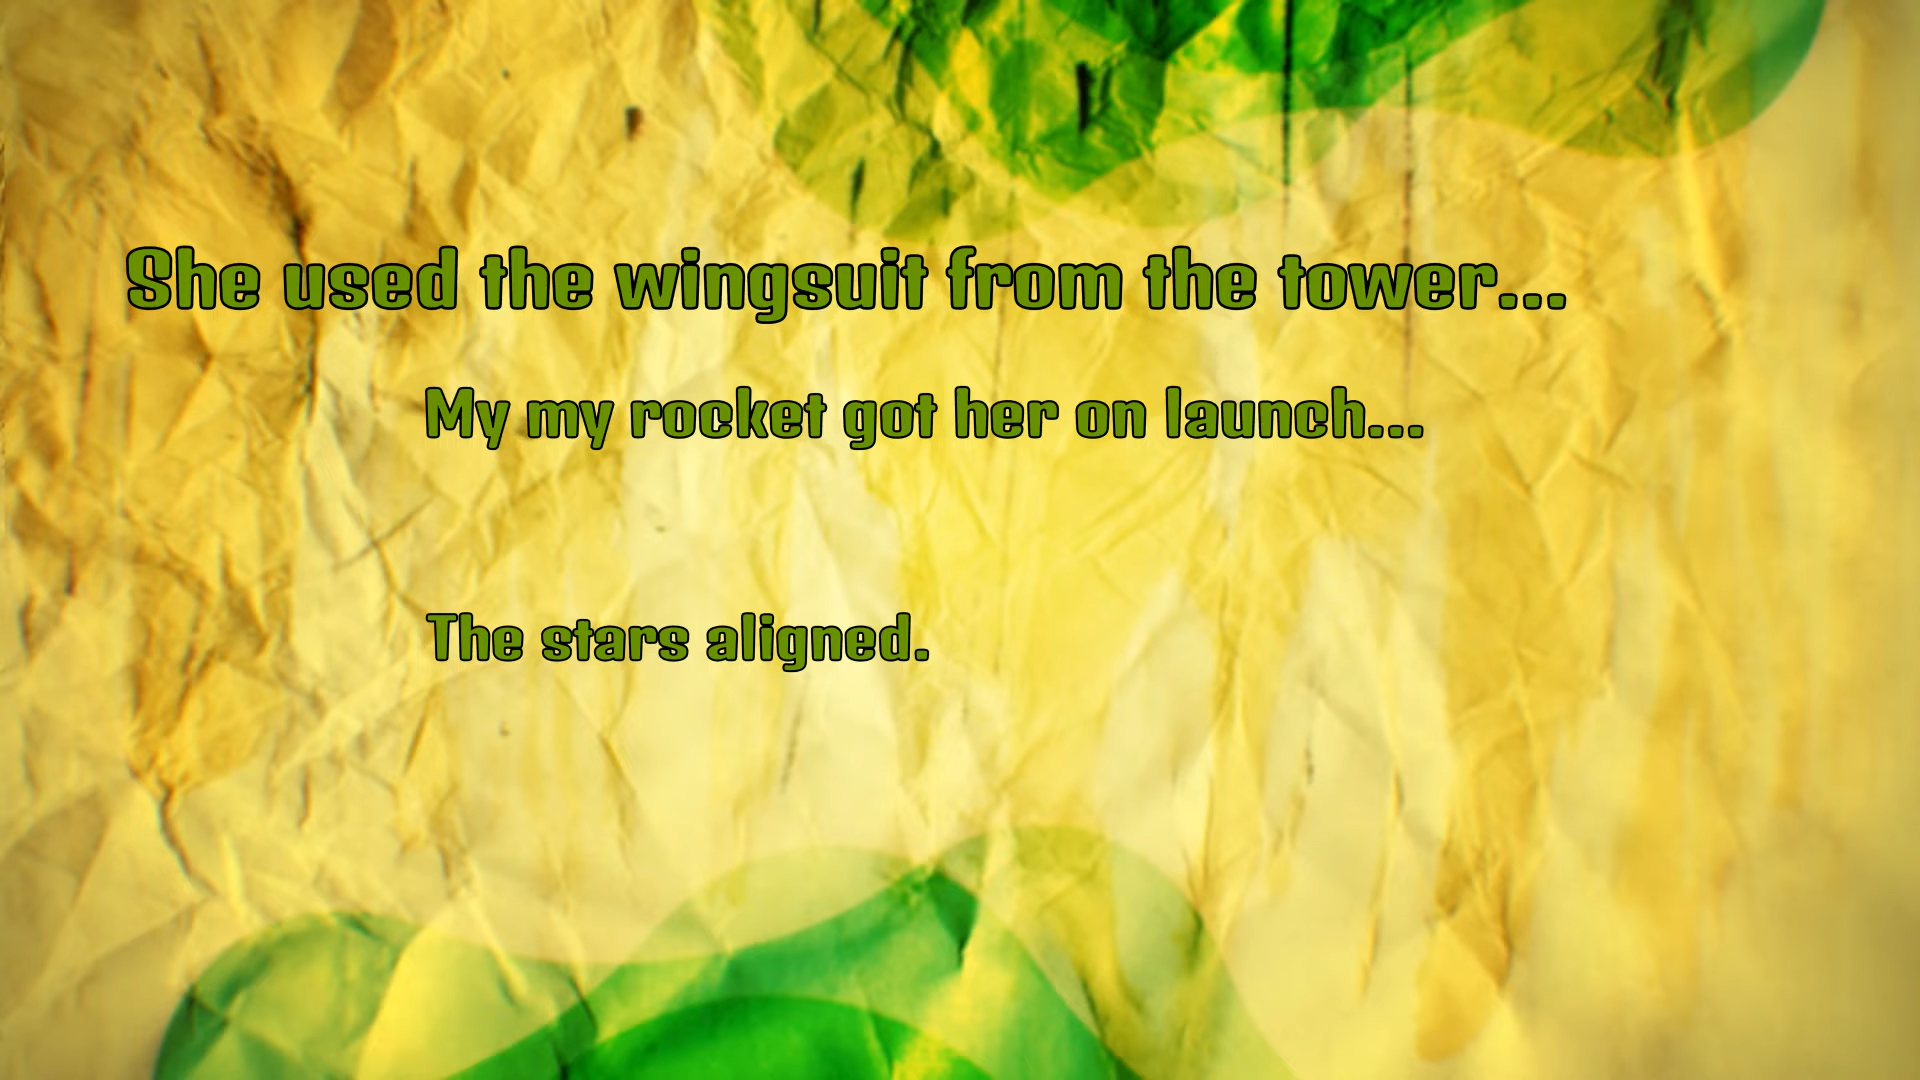 She used the wingsuit from the tower...
My my rocket got her on launch...
The stars aligned.